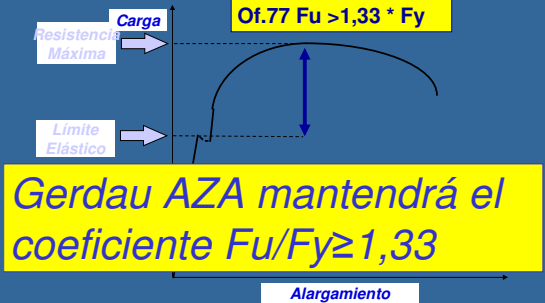 Of.77 Fu >1,33 * Fy
Carga
Resistencia
Máxima
Límite
Elástico
Gerdau AZA mantendrá el
coeficiente Fu/Fy≥1,33
Alargamiento